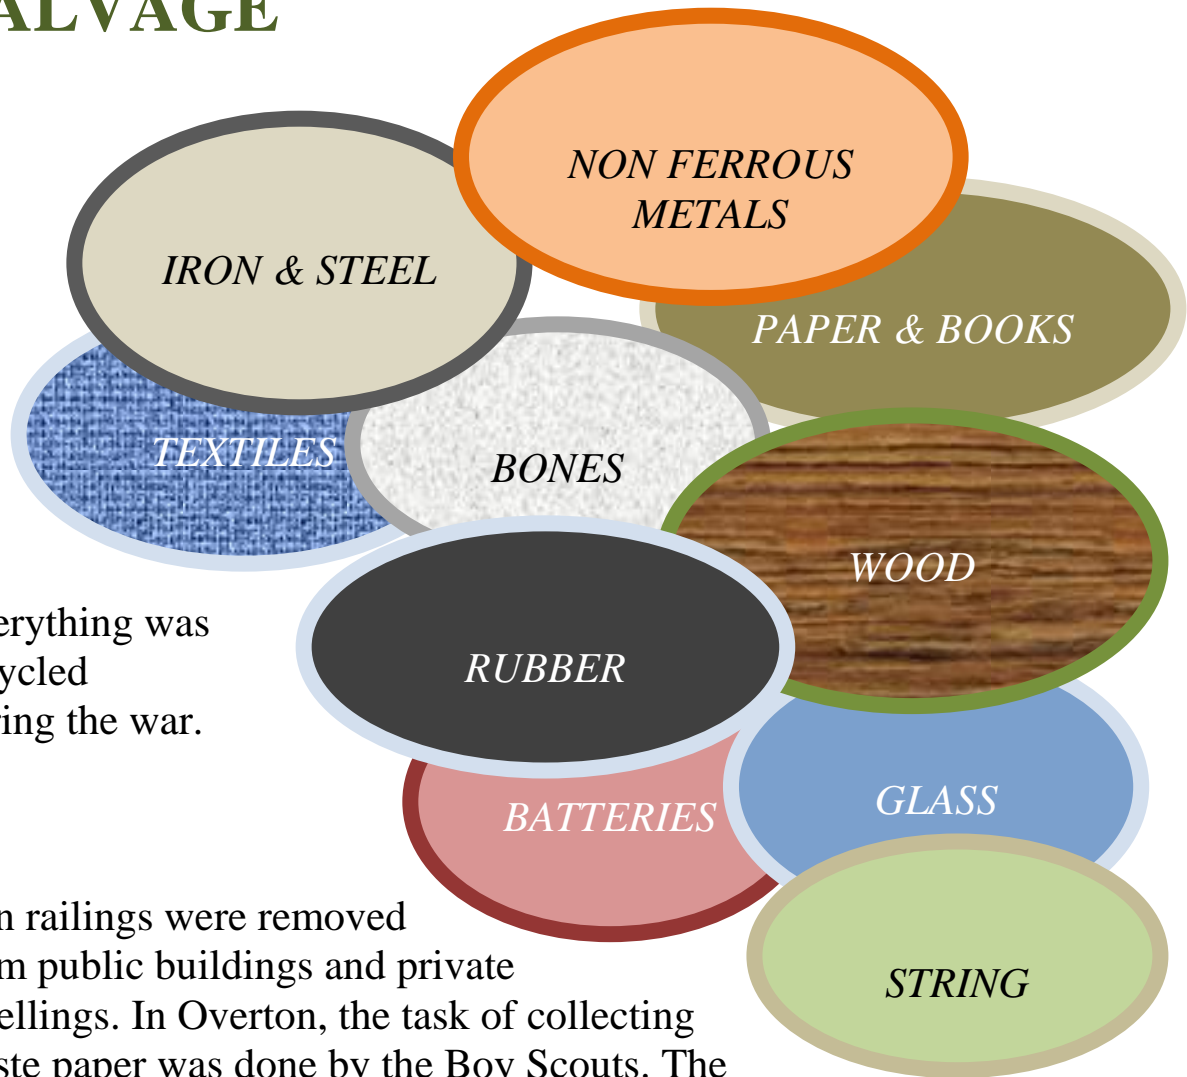 ALVAGE
NON FERROUS
METALS
IRON & STEEL
PAPER & BOOKS
TEXTILES
BONES
WOOD
erything was
ycled
ring the war.
RUBBER
BATTERIES
GLASS
n railings were removed
m public buildings and private
ellings. In Overton, the task of collecting
ste paper was done by the Boy Scouts. The
STRING